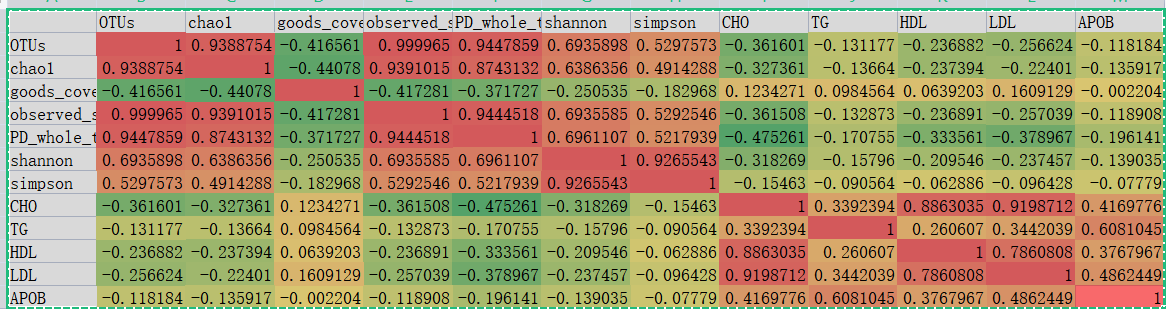 OTUs chao1 goods_cove observed_s PD_whole_t shannon simpson CHO TG HDL LDL APOB
OTUs 1 0.9388754 -0.416561 0.999965 0.9447859 0.6935898 0.5297573 -0.361601 -0.131177 -0.236882 -0.256624 -0.118184
chao1 0.9388754 1 -0.44078 0.9391015 0.8743132 0.6386356 0.4914288 -0.327361 -0.13664 -0.237394 -0.22401 -0.135917
goods_cove -0.416561 -0.44078 1 -0.417281 -0.371727 -0.250535 -0.182968 0.1234271 0.0984564 0.0639203 0.1609129 -0.002204
observed_s 0.999965 0.9391015 -0.417281 1 0.9444518 0.6935585 0.5292546 -0.361508 -0.132873 -0.236891 -0.257039 -0.118908
PD_whole_t 0.9447859 0.8743132 -0.371727 0.9444518 1 0.6961107 0.5217939 -0.475261 -0.170755 -0.333561 -0.378967 -0.196141
shannon 0.6935898 0.6386356 -0.250535 0.6935585 0.6961107 1 0.9265543 -0.318269 -0.15796 -0.209546 -0.237457 -0.139035
simpson 0.5297573 0.4914288 -0.182968 0.5292546 0.5217939 0.9265543 1 -0.15463 -0.090564 -0.062886 -0.096428 -0.07779
CHO -0.361601 -0.327361 0.1234271 -0.361508 -0.475261 -0.318269 -0.15463 1 0.3392394 0.8863035 0.9198712 0.4169776
TG -0.131177 -0.13664 0.0984564 -0.132873 -0.170755 -0.15796 -0.090564 0.3392394 1 0.260607 0.3442039 0.6081045
HDL -0.236882 -0.237394 0.0639203 -0.236891 -0.333561 -0.209546 -0.062886 0.8863035 0.260607 1 0.7860808 0.3767967
LDL -0.256624 -0.22401 0.1609129 -0.257039 -0.378967 -0.237457 -0.096428 0.9198712 0.3442039 0.7860808 1 0.4862449
APOB -0.118184 -0.135917 -0.002204 -0.118908 -0.196141 -0.139035 -0.07779 0.4169776 0.6081045 0.3767967 0.4862449 1